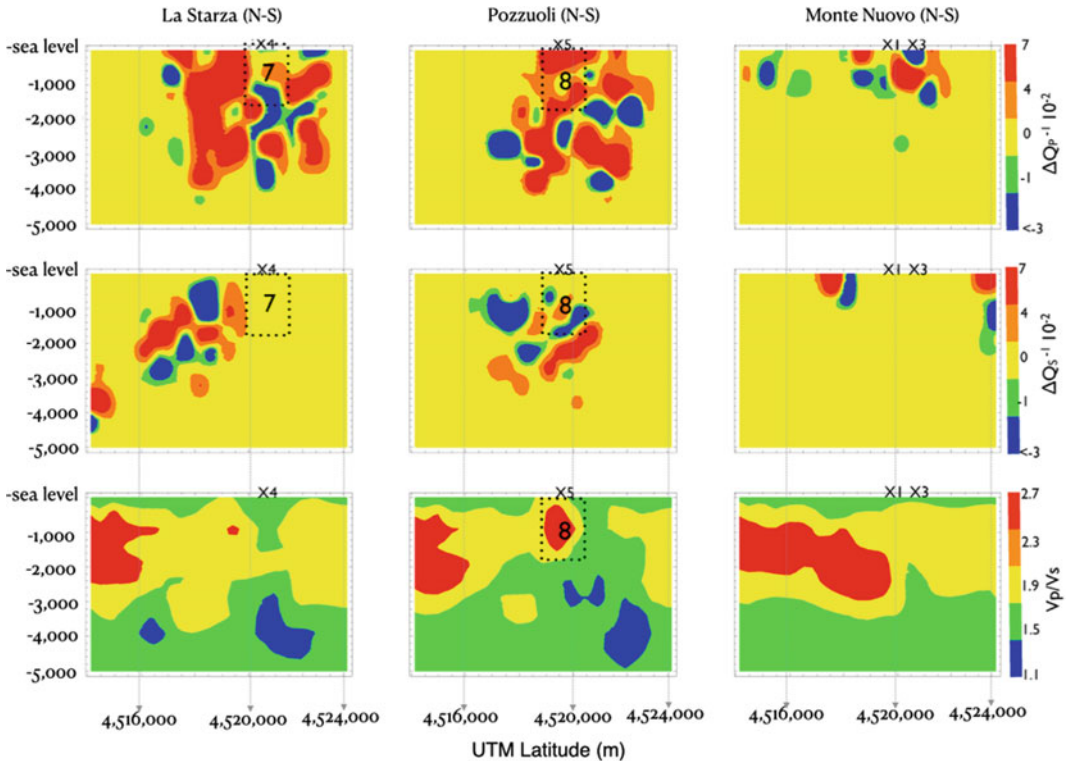 La Starza (N-S)
Pozzuoli (N-S)
Monte Nuovo (N-S)
-sea level
-1,000
-2,000
-3,000
-4,000
-5,000
X4
7
X5
8
X1 X3
7
4
0
-1
<-3
ΔQP-1 10-2
-sea level
-1,000
-2,000
-3,000
-4,000
-5,000
X4
7
X5
8
X1 X3
7
4
0
-1
<-3
ΔQS-1 10-2
-sea level
-1,000
-2,000
-3,000
-4,000
-5,000
X4
X5
8
X1 X3
2.7
2.3
1.9
1.5
1.1
Vp/Vs
4,516,000
4,520,000
4,524,000
4,516,000
4,520,000
4,524,000
4,516,000
4,520,000
4,524,000
UTM Latitude (m)